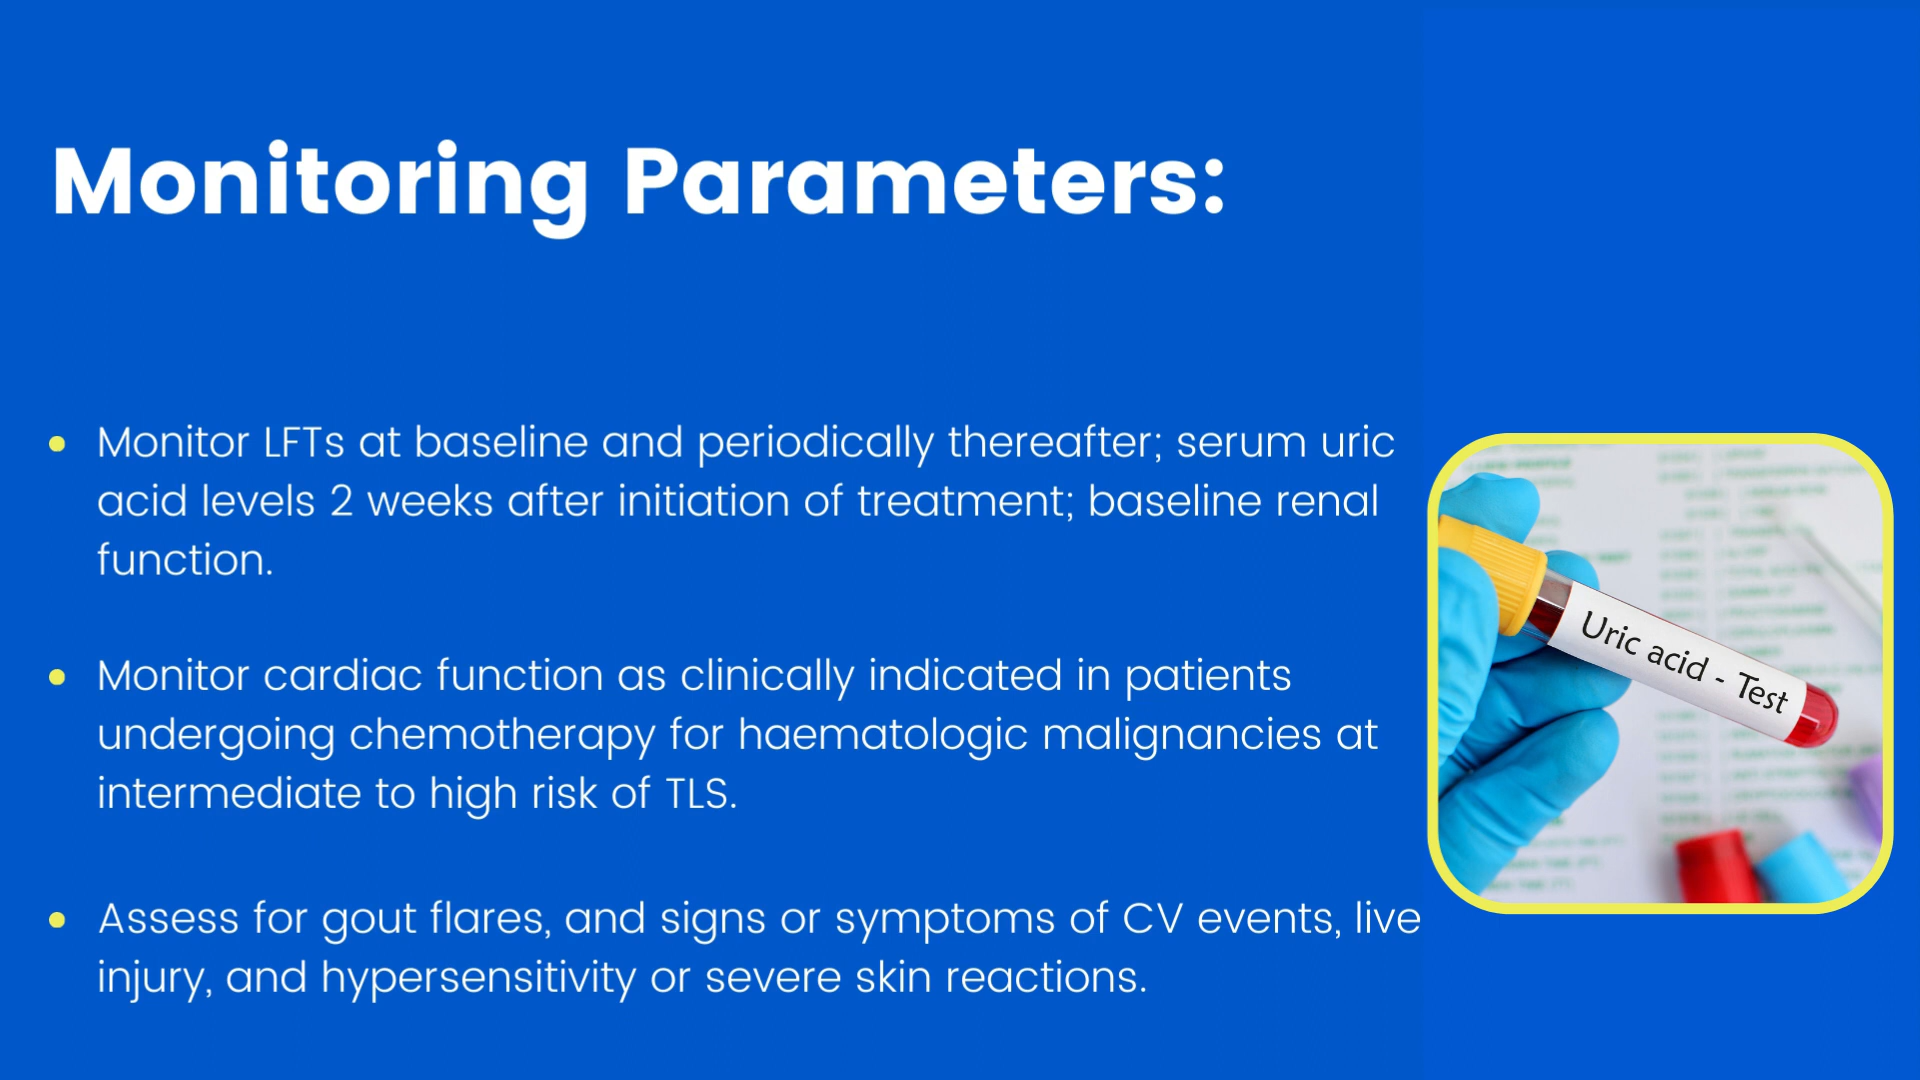 Monitoring Parameters:
• Monitor LFTs at baseline and periodically thereafter; serum uric
acid levels 2 weeks after initiation of treatment; baseline renal
function.
• Monitor cardiac function as clinically indicated in patients
undergoing chemotherapy for haematologic malignancies at
intermediate to high risk of TLS.
• Assess for gout flares, and signs or symptoms of CV events, live
injury, and hypersensitivity or severe skin reactions.
Uric acid - Test